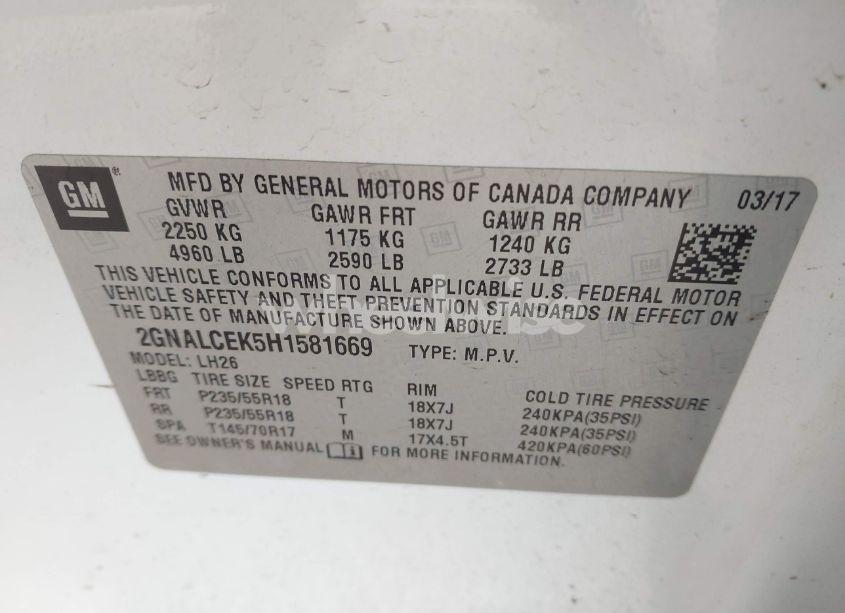 GM® MFD BY GENERAL MOTORS OF CANADA COMPANY 03/17
GVWR GAWR FRT GAWR RR
2250 KG 1175 KG 1240 KG
4960 LB 2590 LB 2733 LB
THIS VEHICLE CONFORMS TO ALL APPLICABLE U.S. FEDERAL MOTOR
VEHICLE SAFETY AND THEFT PREVENTION STANDARDS IN EFFECT ON
THE DATE OF MANUFACTURE SHOWN ABOVE.
2GNALCEK5H1581669 TYPE: M.P.V.
MODEL: LH26
LBBG TIRE SIZE SPEED RTG RIM COLD TIRE PRESSURE
FRT P235/55R18 T 18X7J 240KPA(35PSI)
RR P235/55R18 T 18X7J 240KPA(35PSI)
SPA T145/70R17 M 17X4.5T 420KPA(60PSI)
SEE OWNER'S MANUAL FOR MORE INFORMATION.